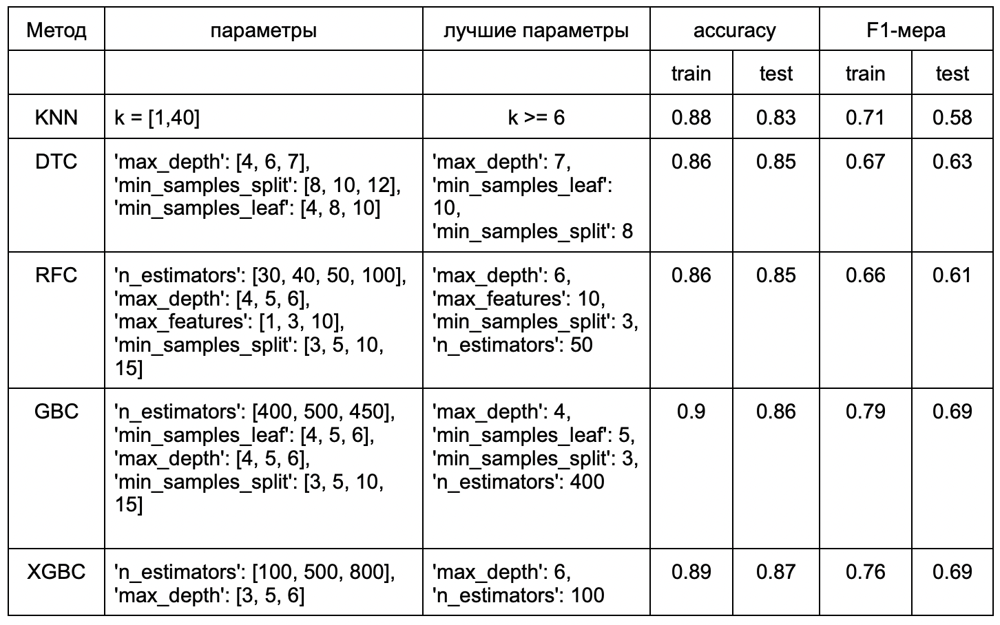 Метод параметры лучшие параметры accuracy F1-мера
train test train test
KNN k = [1,40] k >= 6 0.88 0.83 0.71 0.58
DTC 'max_depth': [4, 6, 7], 'max_depth': 7, 0.86 0.85 0.67 0.63
'min_samples_split': [8, 10, 12], 'min_samples_leaf':
'min_samples_leaf': [4, 8, 10] 10,
'min_samples_split': 8
RFC 'n_estimators': [30, 40, 50, 100], 'max_depth': 6, 0.86 0.85 0.66 0.61
'max_depth': [4, 5, 6], 'max_features': 10,
'max_features': [1, 3, 10], 'min_samples_split': 3,
'min_samples_split': [3, 5, 10, 'n_estimators': 50
15]
GBC 'n_estimators': [400, 500, 450], 'max_depth': 4, 0.9 0.86 0.79 0.69
'min_samples_leaf': [4, 5, 6], 'min_samples_leaf': 5,
'max_depth': [4, 5, 6], 'min_samples_split': 3,
'min_samples_split': [3, 5, 10, 'n_estimators': 400
15]
XGBC 'n_estimators': [100, 500, 800], 'max_depth': 6, 0.89 0.87 0.76 0.69
'max_depth': [3, 5, 6] 'n_estimators': 100